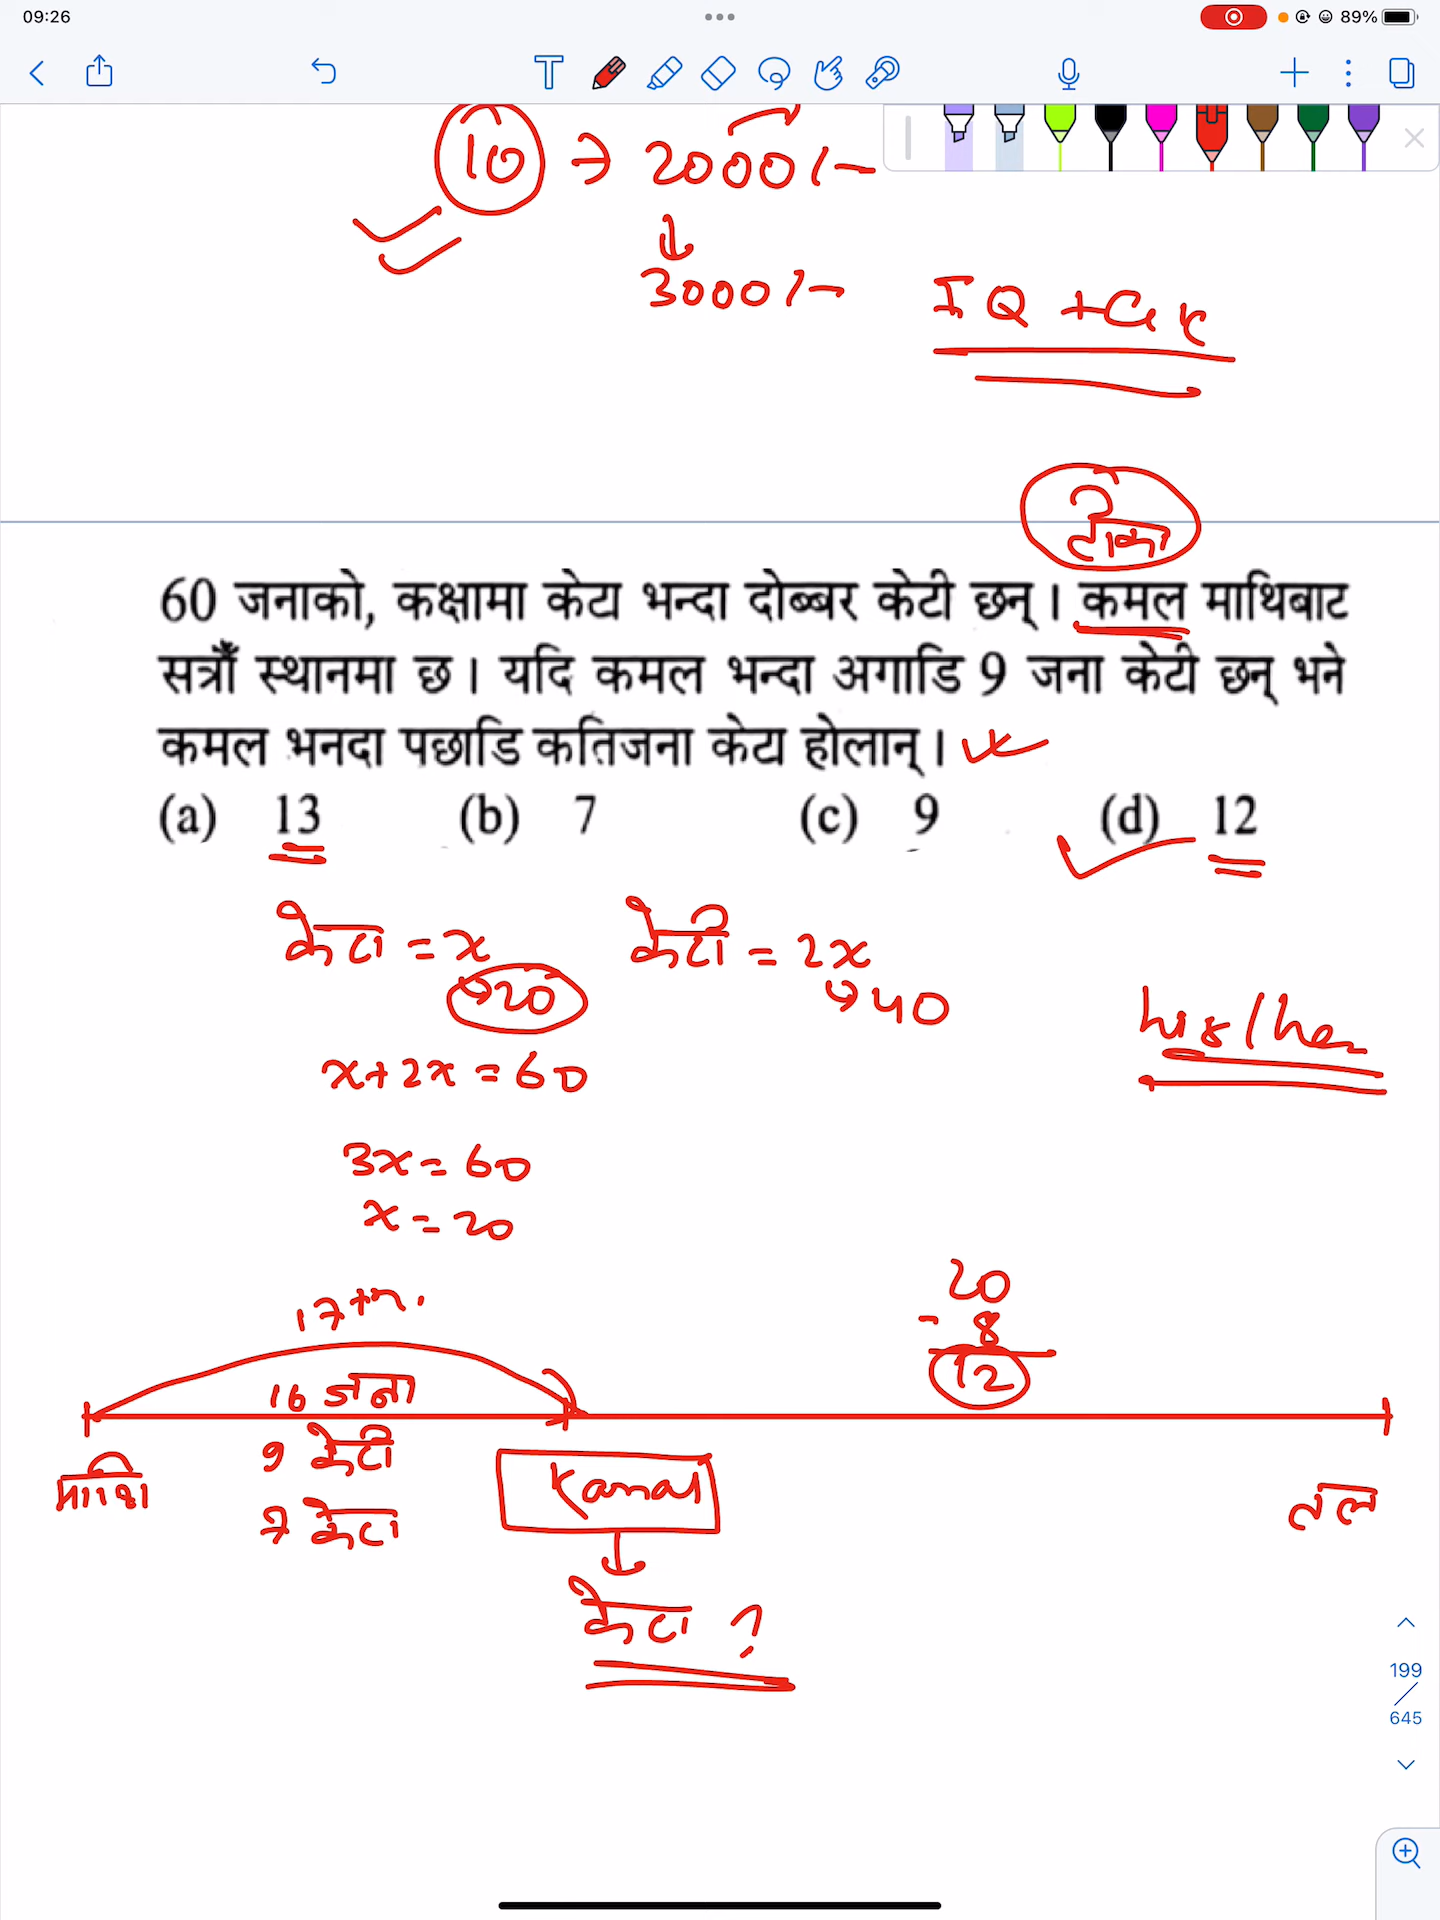 09:26
89%
10 → 2000/-
↓
3000/-
IQ + GK
60 जनाको, कक्षामा केटा भन्दा दोब्बर केटी छन्। कमल माथिबाट
सत्रौं स्थानमा छ। यदि कमल भन्दा अगाडि 9 जना केटी छन् भने
कमल भनदा पछाडि कतिजना केटा होलान्।
(a) 13 (b) 7 (c) 9 (d) 12
केटा = x केटी = 2x
→20 →40
his/her
x+2x = 60
3x = 60
x = 20
20
- 8
12
17
16 जना
9 केटी
Kamal
माथि
तल
7 केटा
↓
केटा ?
199
645